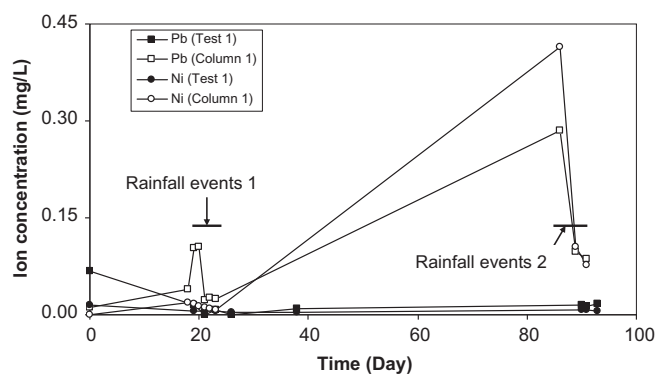 0.45
0.30
0.15
0.00
Ion concentration (mg/L)
Pb (Test 1)
Pb (Column 1)
Ni (Test 1)
Ni (Column 1)
Rainfall events 1
Rainfall events 2
0
20
40
60
80
100
Time (Day)